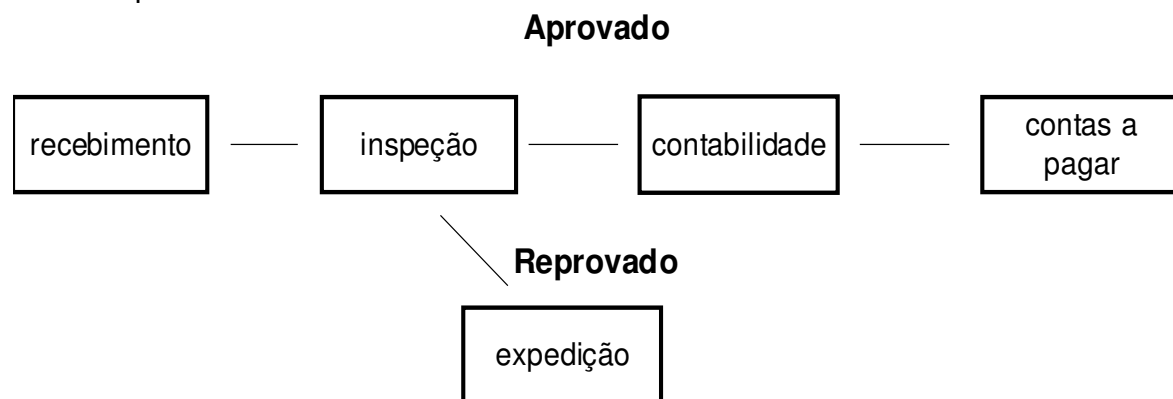 Aprovado
recebimento
inspeção
contabilidade
contas a
pagar
Reprovado
expedição